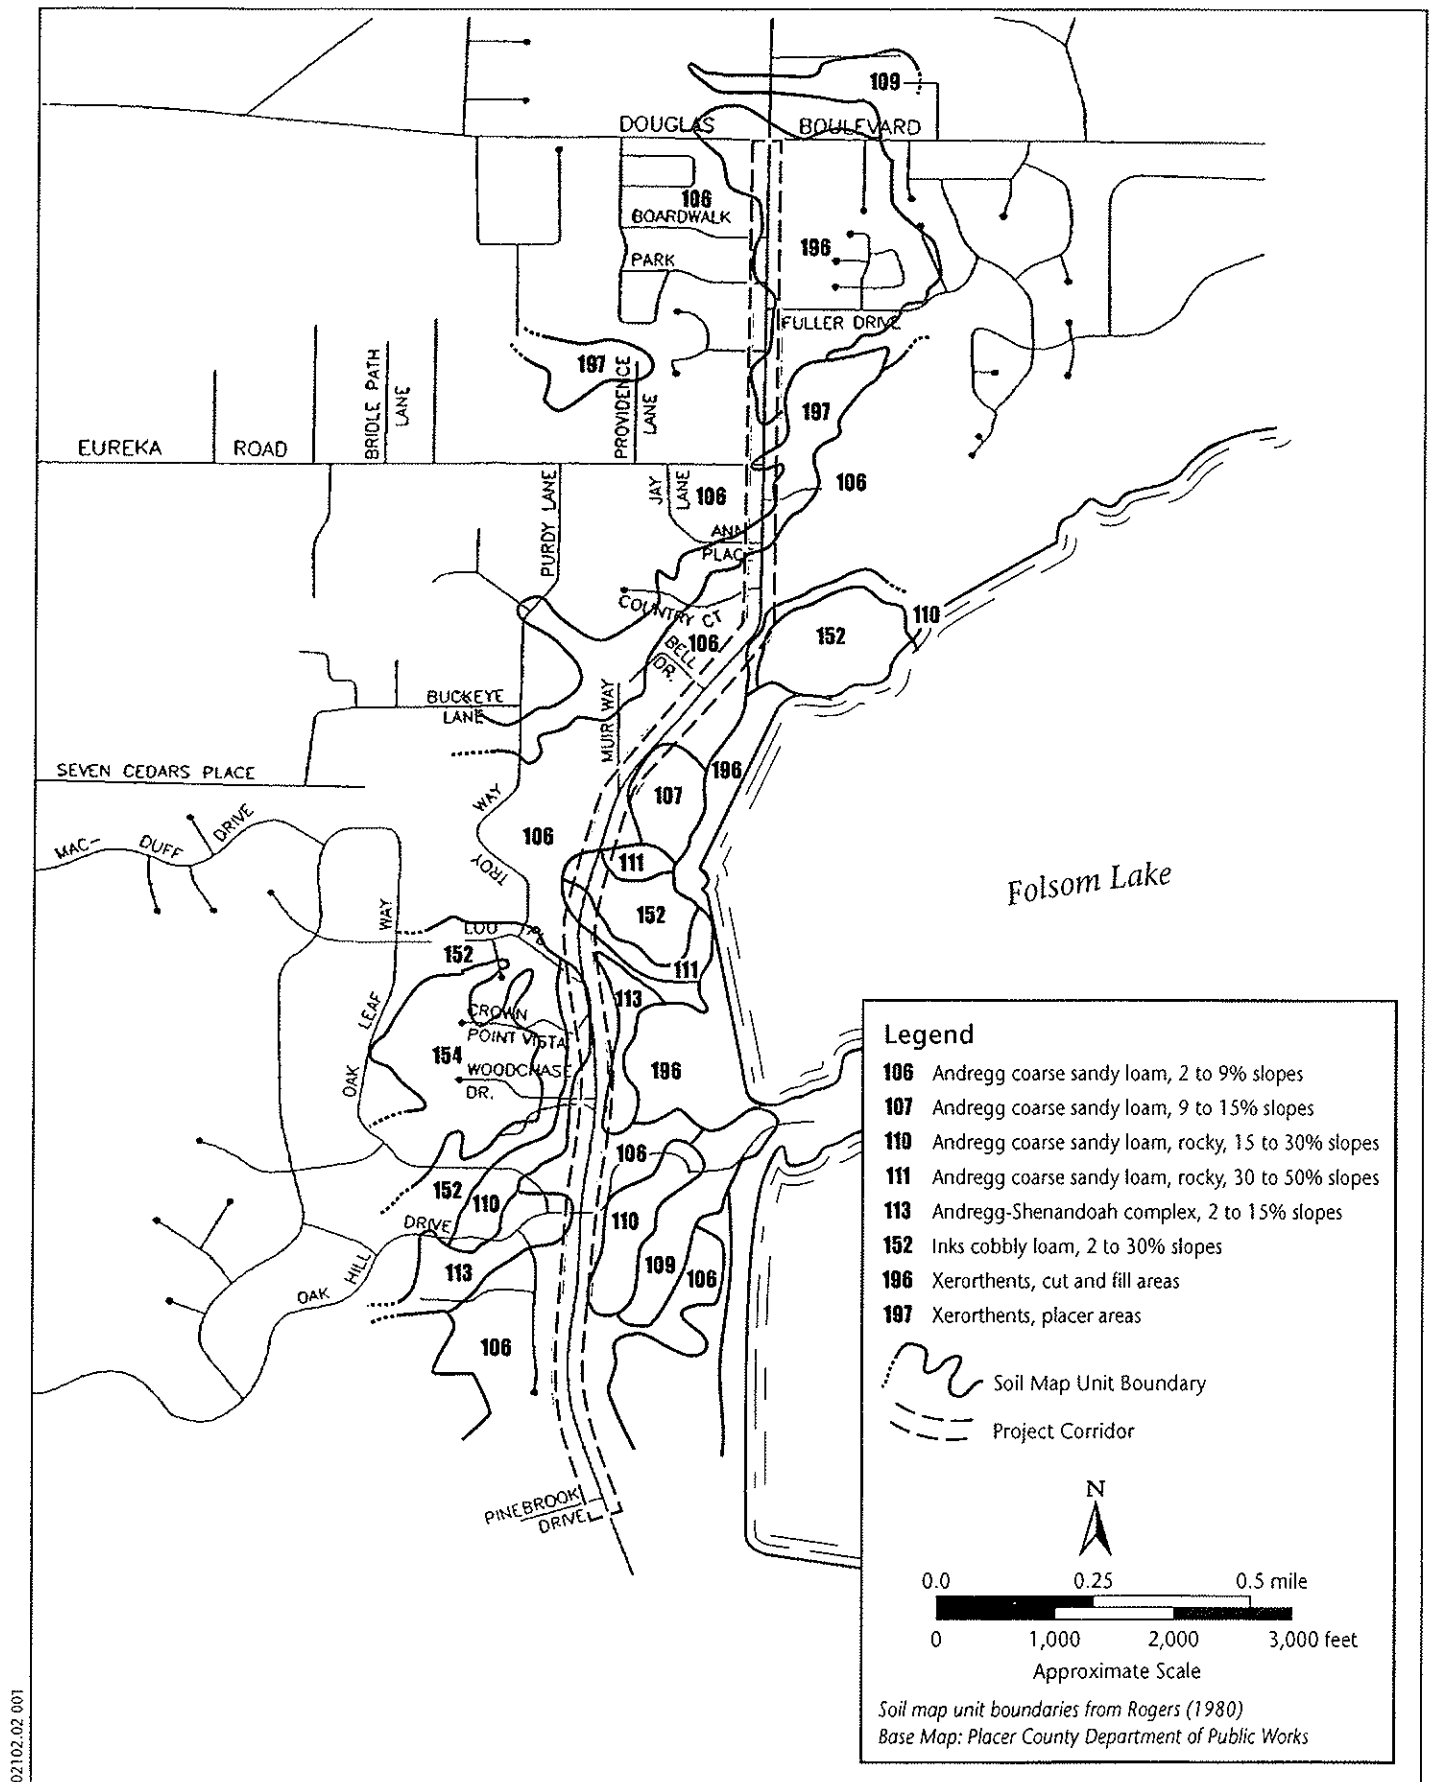 109
DOUGLAS BOULEVARD
106
BOARDWALK
196
PARK
FULLER DRIVE
197
BRIDLE PATH
LANE
PROVIDENCE
LANE
197
EUREKA ROAD
PURDY LANE
JAY
LANE
106
106
ANN
PLAC
COUNTRY CT
110
152
106
BELL
DR.
BUCKEYE
LANE
MUIR WAY
SEVEN CEDARS PLACE
196
107
MAC-
DUFF
DRIVE
TROY
WAY
106
111
Folsom Lake
152
OAK
LEAF
WAY
LOU PL
152
111
113
CROWN
POINT VISTA
154
WOODCHASE
DR.
196
106
152
110
110
DRIVE
113
109
106
OAK
HILL
106
PINEBROOK
DRIVE
Legend
106 Andregg coarse sandy loam, 2 to 9% slopes
107 Andregg coarse sandy loam, 9 to 15% slopes
110 Andregg coarse sandy loam, rocky, 15 to 30% slopes
111 Andregg coarse sandy loam, rocky, 30 to 50% slopes
113 Andregg-Shenandoah complex, 2 to 15% slopes
152 Inks cobbly loam, 2 to 30% slopes
196 Xerorthents, cut and fill areas
197 Xerorthents, placer areas
Soil Map Unit Boundary
Project Corridor
N
0.0 0.25 0.5 mile
0 1,000 2,000 3,000 feet
Approximate Scale
Soil map unit boundaries from Rogers (1980)
Base Map: Placer County Department of Public Works
02102.02 001